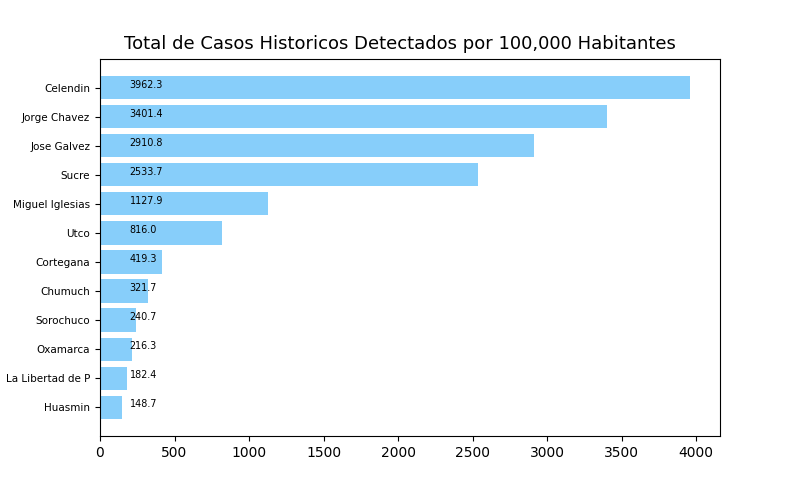 Total de Casos Historicos Detectados por 100,000 Habitantes
Celendin 3962.3
Jorge Chavez 3401.4
Jose Galvez 2910.8
Sucre 2533.7
Miguel Iglesias 1127.9
Utco 816.0
Cortegana 419.3
Chumuch 321.7
Sorochuco 240.7
Oxamarca 216.3
La Libertad de P 182.4
Huasmin 148.7
0 500 1000 1500 2000 2500 3000 3500 4000